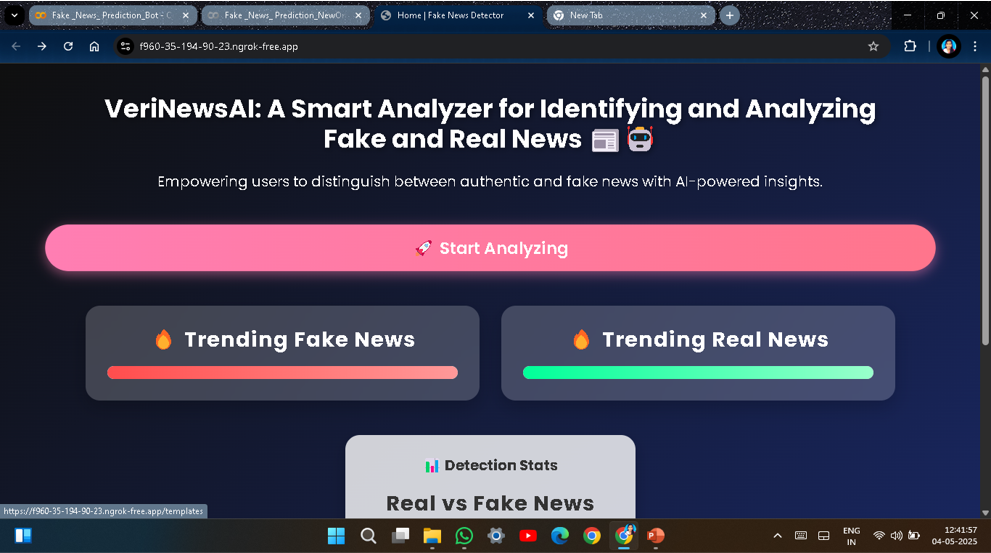 Fake _News_ Prediction_Bot - C
Fake _News_ Prediction_NewOr
Home | Fake News Detector
New Tab
f960-35-194-90-23.ngrok-free.app
VeriNewsAI: A Smart Analyzer for Identifying and Analyzing
Fake and Real News
Empowering users to distinguish between authentic and fake news with AI-powered insights.
Start Analyzing
Trending Fake News
Trending Real News
Detection Stats
Real vs Fake News
https://f960-35-194-90-23.ngrok-free.app/templates
ENG
IN
12:41:57
04-05-2025